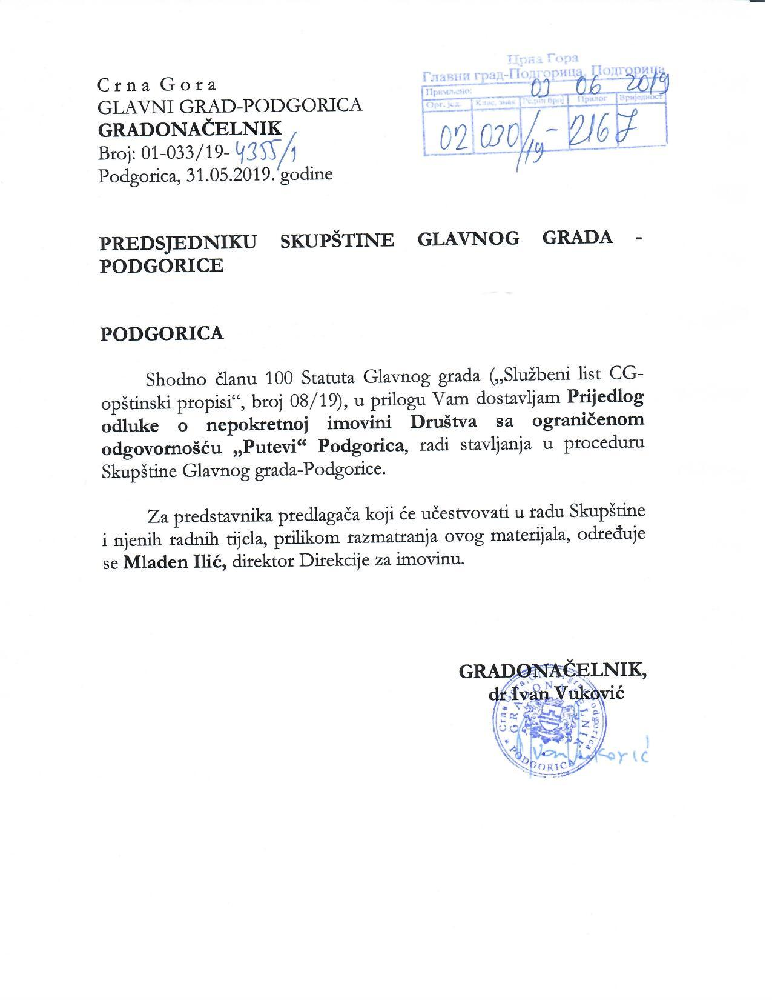 Crna Gora
GLAVNI GRAD-PODGORICA
GRADONAČELNIK
Broj: 01-033/19- 4355/1
Podgorica, 31.05.2019. godine
Црна Гора
Главни град-Подгорица, Подгорица
Примљено: 06 2019
Орг. јед. Клас. знак Редни број Прилог Вриједност
02 030/19 - 216
PREDSJEDNIKU SKUPŠTINE GLAVNOG GRADA -
PODGORICE
PODGORICA
Shodno članu 100 Statuta Glavnog grada („Službeni list CG-
opštinski propisi“, broj 08/19), u prilogu Vam dostavljam Prijedlog
odluke o nepokretnoj imovini Društva sa ograničenom
odgovornošću „Putevi“ Podgorica, radi stavljanja u proceduru
Skupštine Glavnog grada-Podgorice.
Za predstavnika predlagača koji će učestvovati u radu Skupštine
i njenih radnih tijela, prilikom razmatranja ovog materijala, određuje
se Mladen Ilić, direktor Direkcije za imovinu.
GRADONAČELNIK,
dr Ivan Vuković
Crna Gora, Glavni grad Podgorica
GRADONAČELNIK
PODGORICA
Ivan Vuković